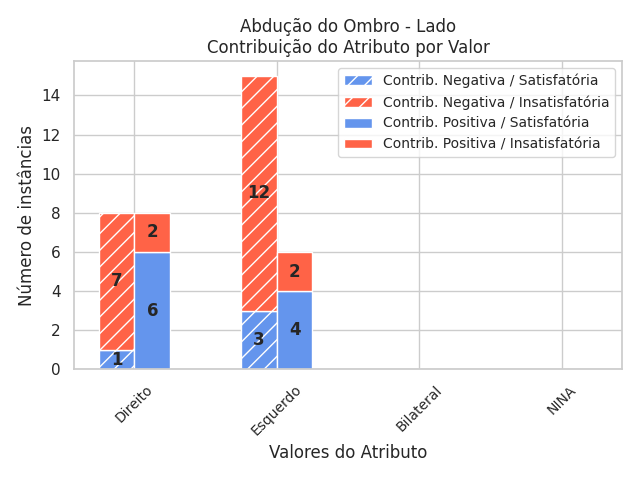 Abdução do Ombro - Lado
Contribuição do Atributo por Valor
Contrib. Negativa / Satisfatória
Contrib. Negativa / Insatisfatória
Contrib. Positiva / Satisfatória
Contrib. Positiva / Insatisfatória
Número de instâncias
14
12
10
8
6
4
2
0
7
1
2
6
12
3
2
4
Direito
Esquerdo
Bilateral
NINA
Valores do Atributo